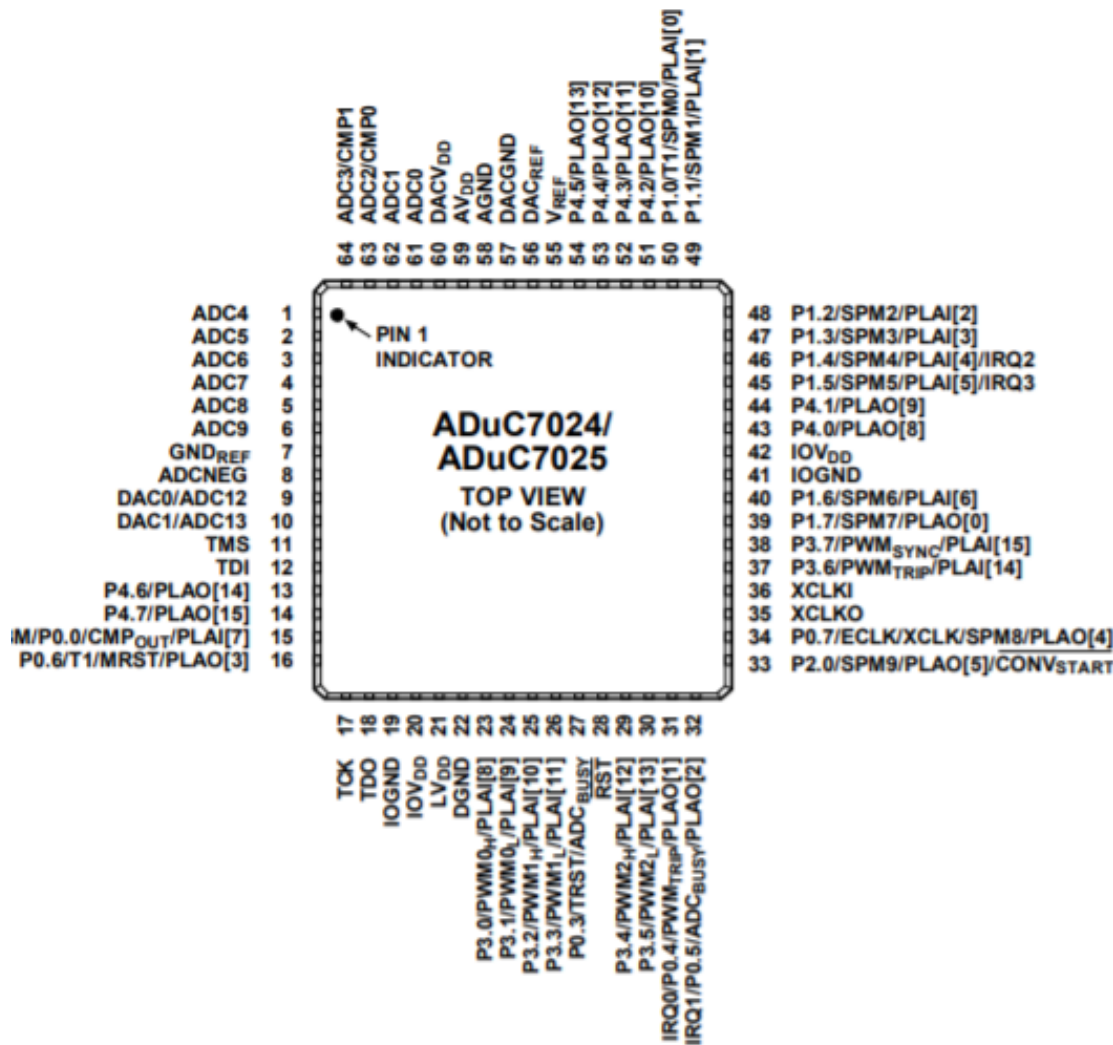 64 ADC3/CMP1
63 ADC2/CMP0
62 ADC1
61 ADC0
60 DACVDD
59 AVDD
58 AGND
57 DACGND
56 DACREF
55 VREF
54 P4.5/PLAO[13]
53 P4.4/PLAO[12]
52 P4.3/PLAO[11]
51 P4.2/PLAO[10]
50 P1.0/T1/SPM0/PLAI[0]
49 P1.1/SPM1/PLAI[1]
ADC4 1
ADC5 2
ADC6 3
ADC7 4
ADC8 5
ADC9 6
GNDREF 7
ADCNEG 8
DAC0/ADC12 9
DAC1/ADC13 10
TMS 11
TDI 12
P4.6/PLAO[14] 13
P4.7/PLAO[15] 14
M/P0.0/CMPOUT/PLAI[7] 15
P0.6/T1/MRST/PLAO[3] 16
PIN 1
INDICATOR
ADuC7024/
ADuC7025
TOP VIEW
(Not to Scale)
48 P1.2/SPM2/PLAI[2]
47 P1.3/SPM3/PLAI[3]
46 P1.4/SPM4/PLAI[4]/IRQ2
45 P1.5/SPM5/PLAI[5]/IRQ3
44 P4.1/PLAO[9]
43 P4.0/PLAO[8]
42 IOVDD
41 IOGND
40 P1.6/SPM6/PLAI[6]
39 P1.7/SPM7/PLAO[0]
38 P3.7/PWMSYNC/PLAI[15]
37 P3.6/PWMTRIP/PLAI[14]
36 XCLKI
35 XCLKO
34 P0.7/ECLK/XCLK/SPM8/PLAO[4]
33 P2.0/SPM9/PLAO[5]/CONVSTART
TCK 17
TDO 18
IOGND 19
IOVDD 20
LVDD 21
DGND 22
P3.0/PWM0H/PLAI[8] 23
P3.1/PWM0L/PLAI[9] 24
P3.2/PWM1H/PLAI[10] 25
P3.3/PWM1L/PLAI[11] 26
P0.3/TRST/ADCBUSY 27
RST 28
P3.4/PWM2H/PLAI[12] 29
P3.5/PWM2L/PLAI[13] 30
IRQ0/P0.4/PWMTRIP/PLAO[1] 31
IRQ1/P0.5/ADCBUSY/PLAO[2] 32